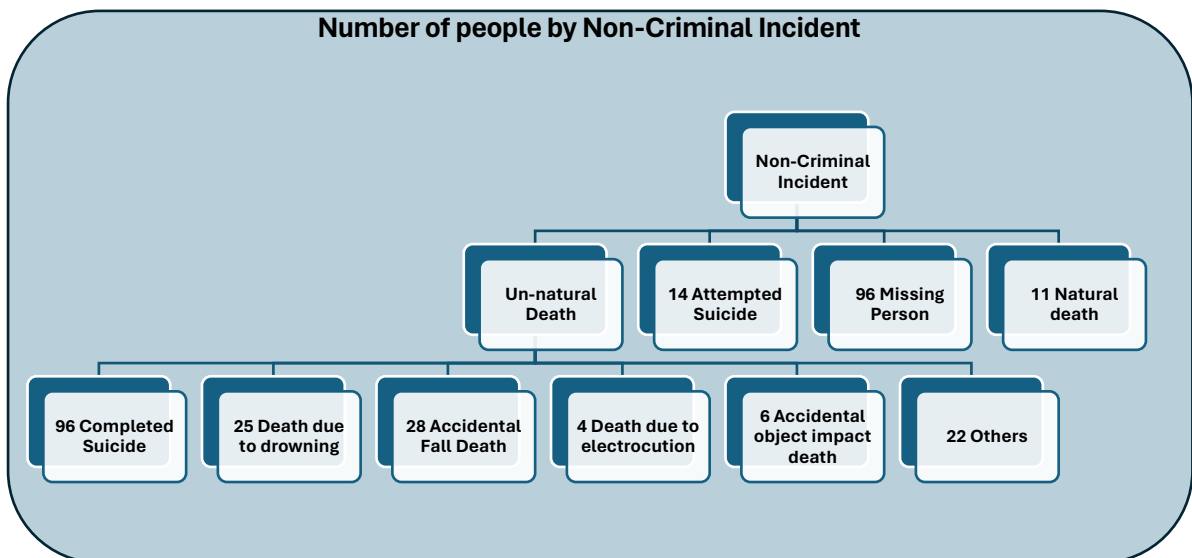 Number of people by Non-Criminal Incident
Non-Criminal
Incident
Un-natural
Death
14 Attempted
Suicide
96 Missing
Person
11 Natural
death
96 Completed
Suicide
25 Death due
to drowning
28 Accidental
Fall Death
4 Death due to
electrocution
6 Accidental
object impact
death
22 Others